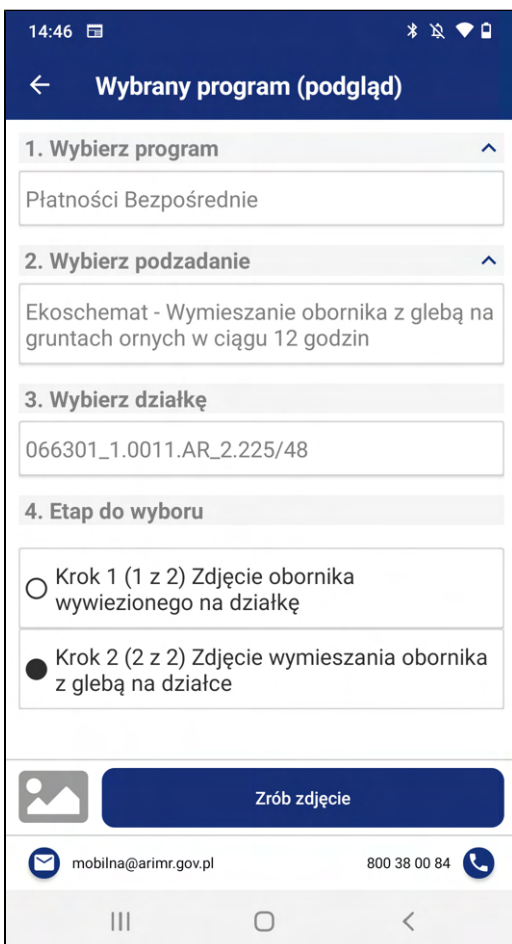 14:46
Wybrany program (podgląd)
1. Wybierz program
Płatności Bezpośrednie
2. Wybierz podzadanie
Ekoschemat - Wymieszanie obornika z glebą na
gruntach ornych w ciągu 12 godzin
3. Wybierz działkę
066301_1.0011.AR_2.225/48
4. Etap do wyboru
Krok 1 (1 z 2) Zdjęcie obornika
wywiezionego na działkę
Krok 2 (2 z 2) Zdjęcie wymieszania obornika
z glebą na działce
Zrób zdjęcie
mobilna@arimr.gov.pl 800 38 00 84